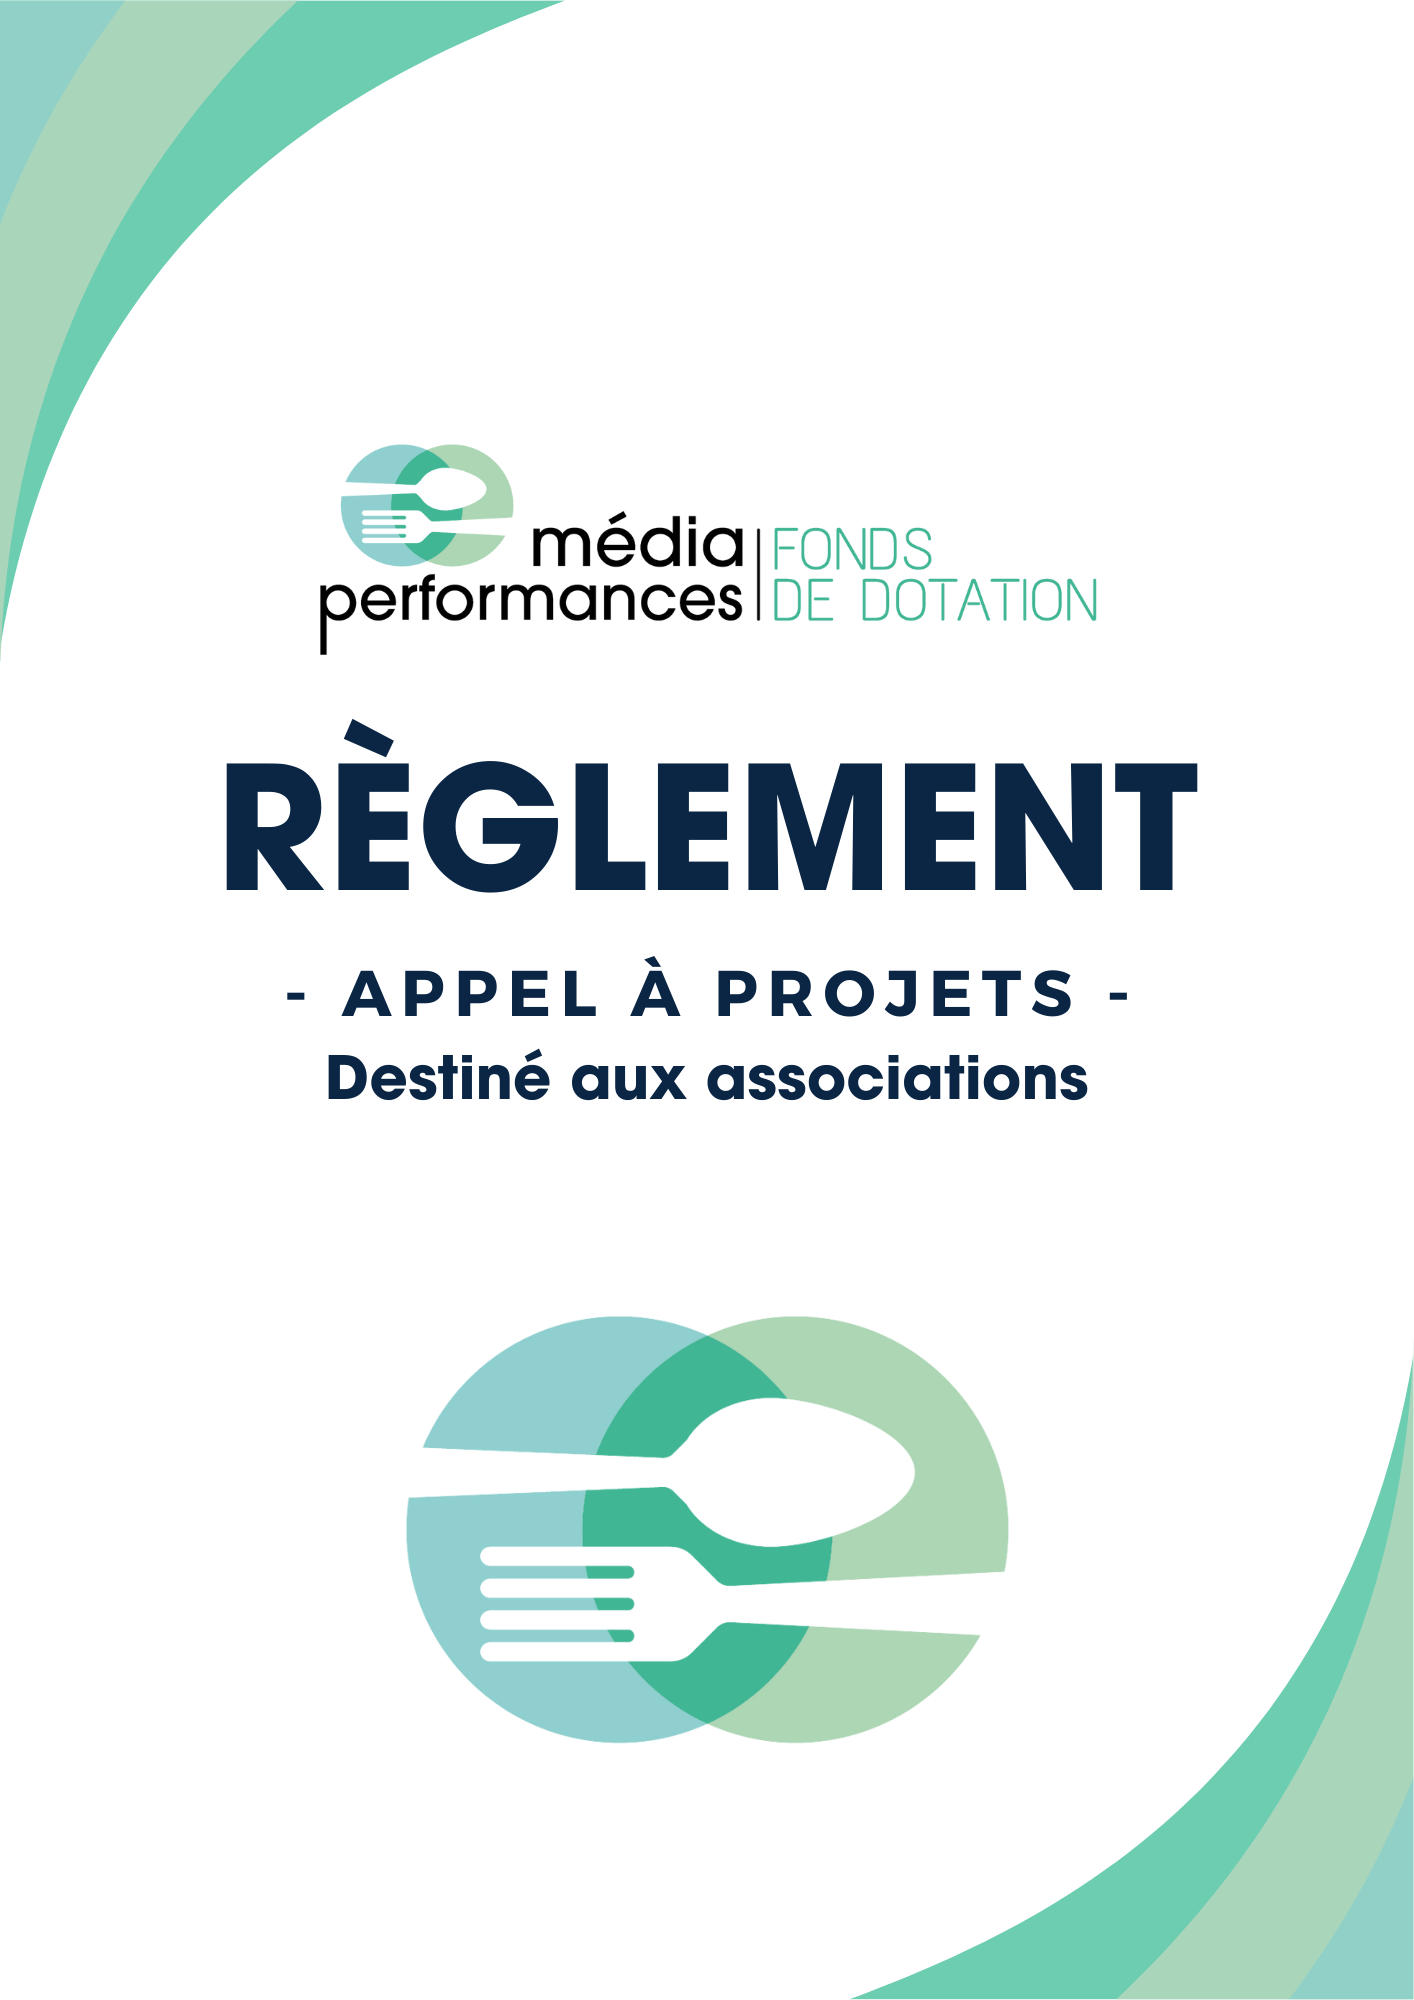 média
performances
FONDS
DE DOTATION
RÈGLEMENT
- APPEL À PROJETS -
Destiné aux associations